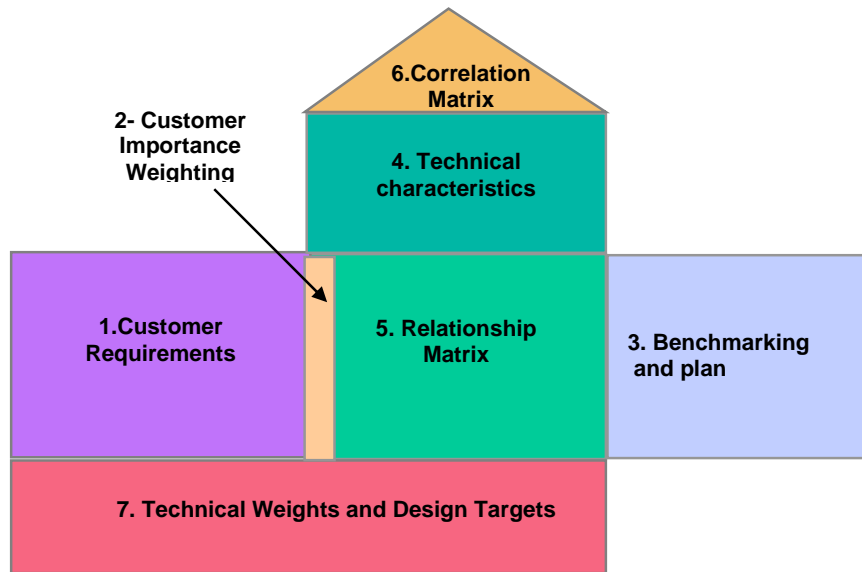 6.Correlation
Matrix
2- Customer
Importance
Weighting
4. Technical
characteristics
1.Customer
Requirements
5. Relationship
Matrix
3. Benchmarking
and plan
7. Technical Weights and Design Targets